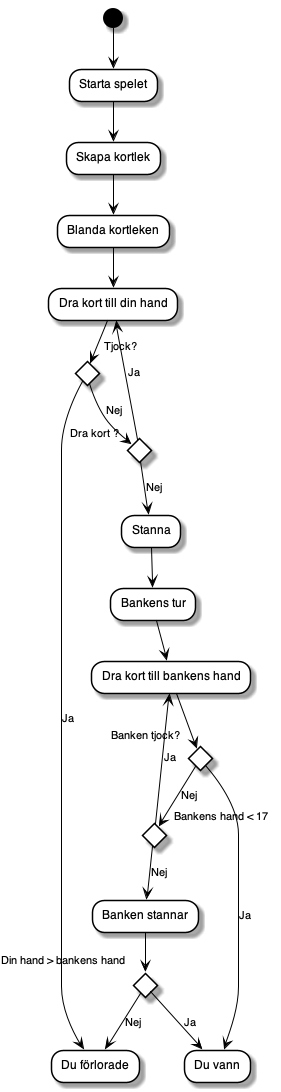 Starta spelet
Skapa kortlek
Blanda kortleken
Dra kort till din hand
Tjock?
Ja
Nej
Dra kort ?
Nej
Stanna
Bankens tur
Dra kort till bankens hand
Ja
Banken tjock?
Ja
Nej
Bankens hand < 17
Nej
Banken stannar
Ja
Din hand > bankens hand
Nej
Ja
Du förlorade
Du vann